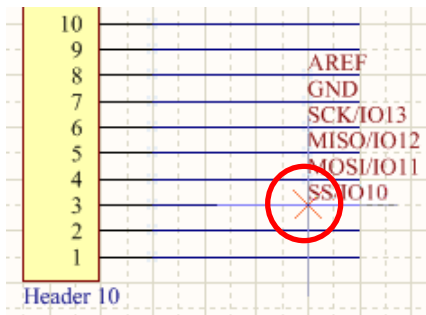 10
9
8
7
6
5
4
3
2
1
AREF
GND
SCK/IO13
MISO/IO12
MOSI/IO11
SS/IO10
Header 10